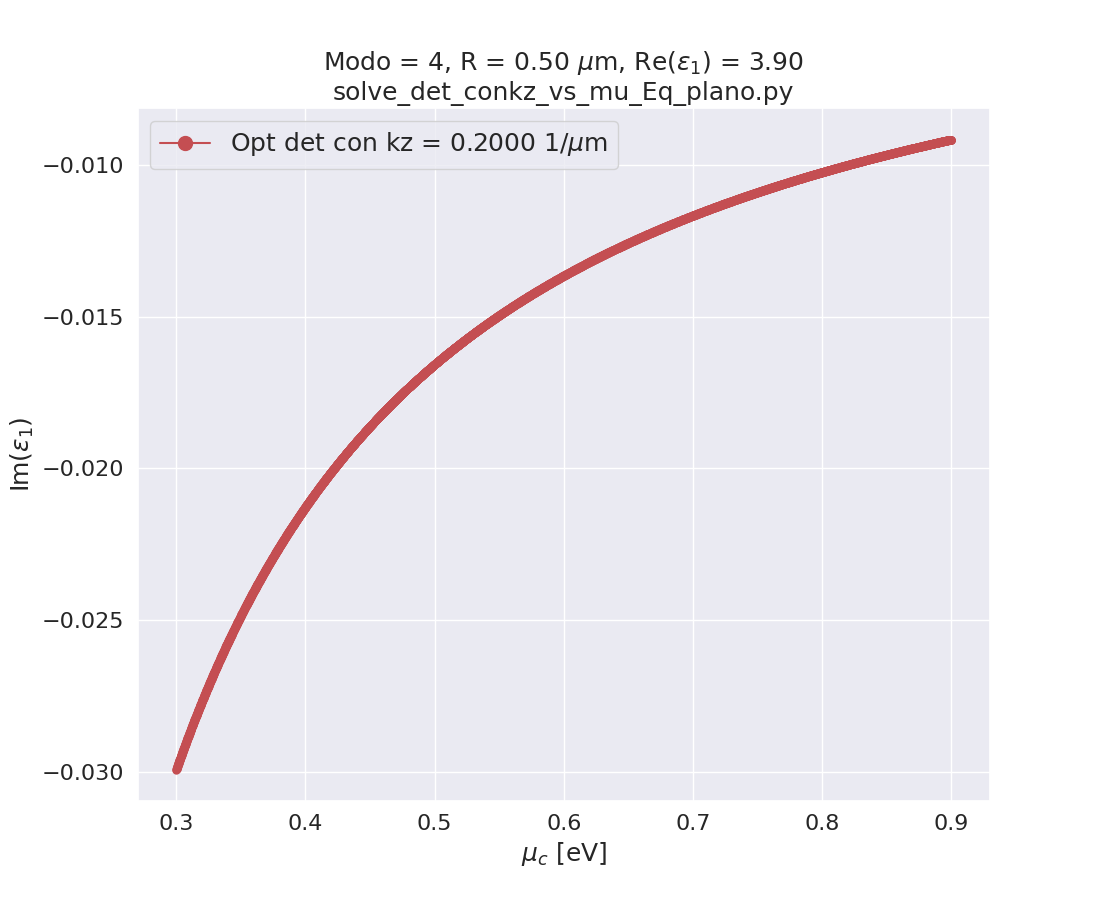 Modo = 4, R = 0.50 μm, Re(ε₁) = 3.90
solve_det_conkz_vs_mu_Eq_plano.py
Opt det con kz = 0.2000 1/μm
−0.010
−0.015
−0.020
−0.025
−0.030
Im(ε₁)
0.3 0.4 0.5 0.6 0.7 0.8 0.9
μ_c [eV]